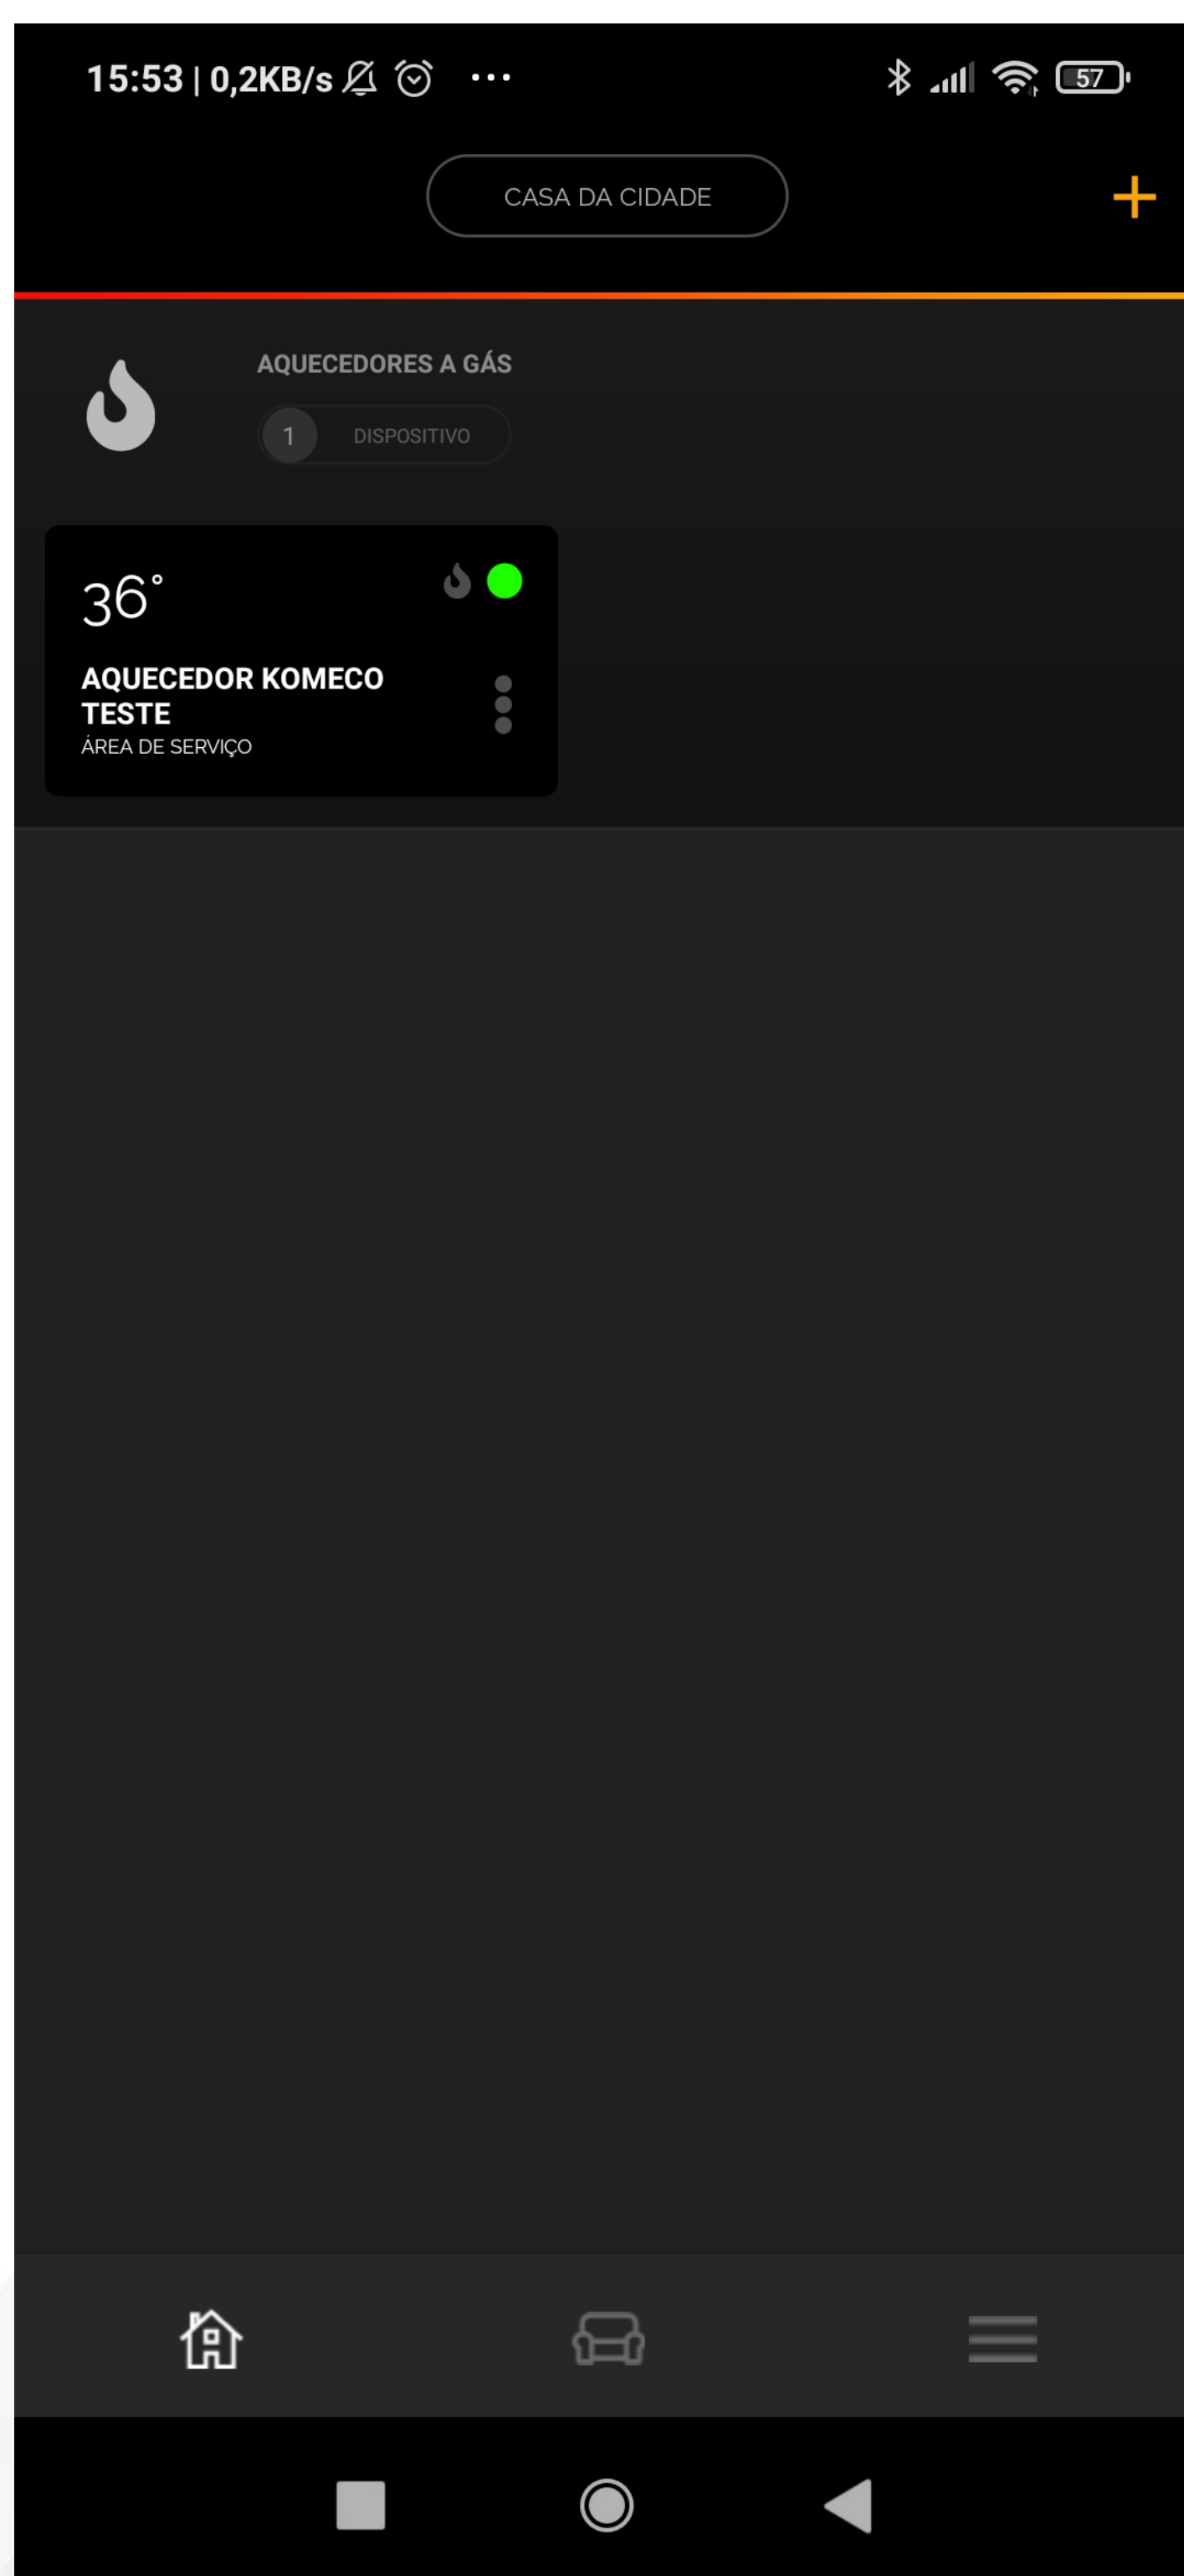 15:53 | 0,2KB/s
57
CASA DA CIDADE
AQUECEDORES A GÁS
1 DISPOSITIVO
36°
AQUECEDOR KOMECO
TESTE
ÁREA DE SERVIÇO